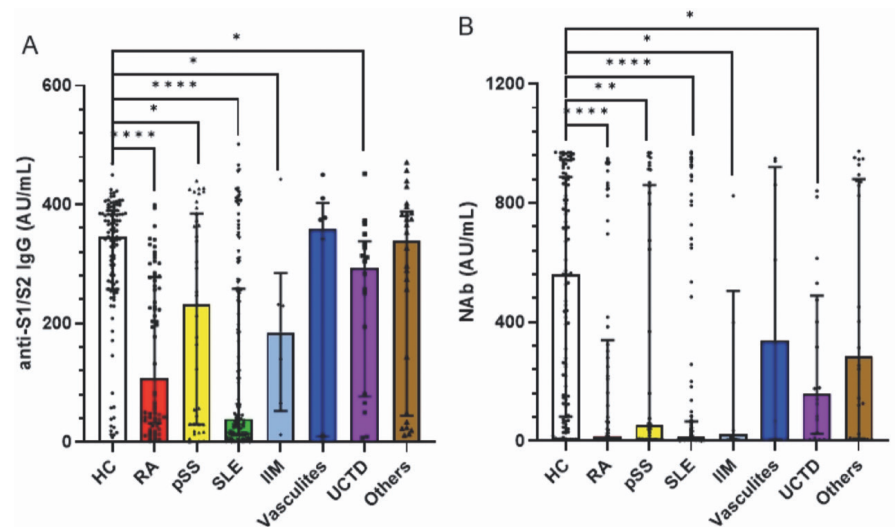 A
*
*
****
*
****
600
400
200
0
anti-S1/S2 IgG (AU/mL)
HC
RA
pSS
SLE
IIM
Vasculites
UCTD
Others
B
*
*
****
**
****
1200
800
400
0
NAb (AU/mL)
HC
RA
pSS
SLE
IIM
Vasculites
UCTD
Others